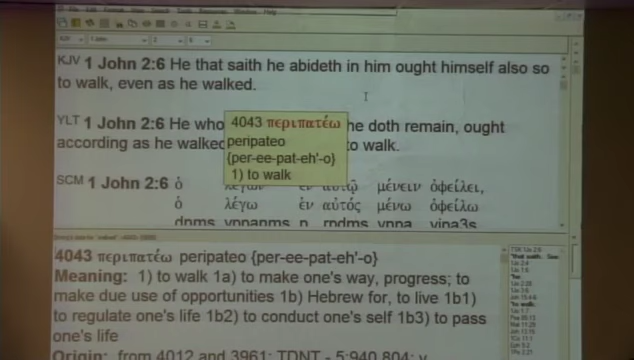 KJV 1 John 2:6 He that saith he abideth in him ought himself also so
to walk, even as he walked.
YLT 1 John 2:6 He who he doth remain, ought
according as he walked to walk.
4043 περιπατέω
peripateo
{per-ee-pat-eh'-o}
1) to walk
SCM 1 John 2:6 ὁ λέγων ἐν αὐτῷ μένειν ὀφείλει,
ὁ λέγω ἐν αὐτός μένω ὀφείλω
dnms vppanms p rpdms vppa vipa3s
4043 περιπατέω peripateo {per-ee-pat-eh'-o}
Meaning: 1) to walk 1a) to make one's way, progress; to
make due use of opportunities 1b) Hebrew for, to live 1b1)
to regulate one's life 1b2) to conduct one's self 1b3) to pass
one's life
Origin: from 4012 and 3961; TDNT - 5:940,804; v